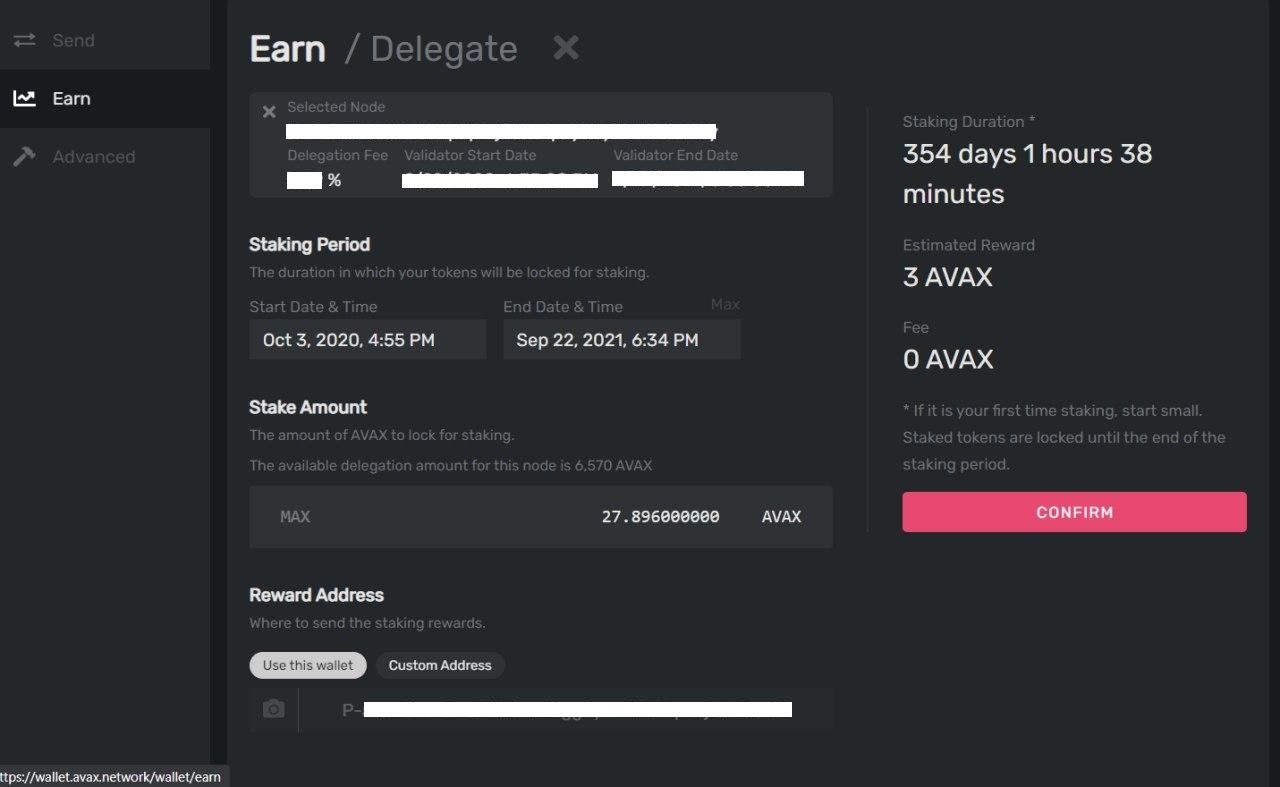 Send
Earn
Advanced
Earn / Delegate
Selected Node
Delegation Fee Validator Start Date Validator End Date
%
Staking Period
The duration in which your tokens will be locked for staking.
Start Date & Time End Date & Time Max
Oct 3, 2020, 4:55 PM Sep 22, 2021, 6:34 PM
Stake Amount
The amount of AVAX to lock for staking.
The available delegation amount for this node is 6,570 AVAX
MAX 27.896000000 AVAX
Reward Address
Where to send the staking rewards.
Use this wallet Custom Address
P-
Staking Duration *
354 days 1 hours 38
minutes
Estimated Reward
3 AVAX
Fee
0 AVAX
* If it is your first time staking, start small.
Staked tokens are locked until the end of the
staking period.
CONFIRM
ttps://wallet.avax.network/wallet/earn